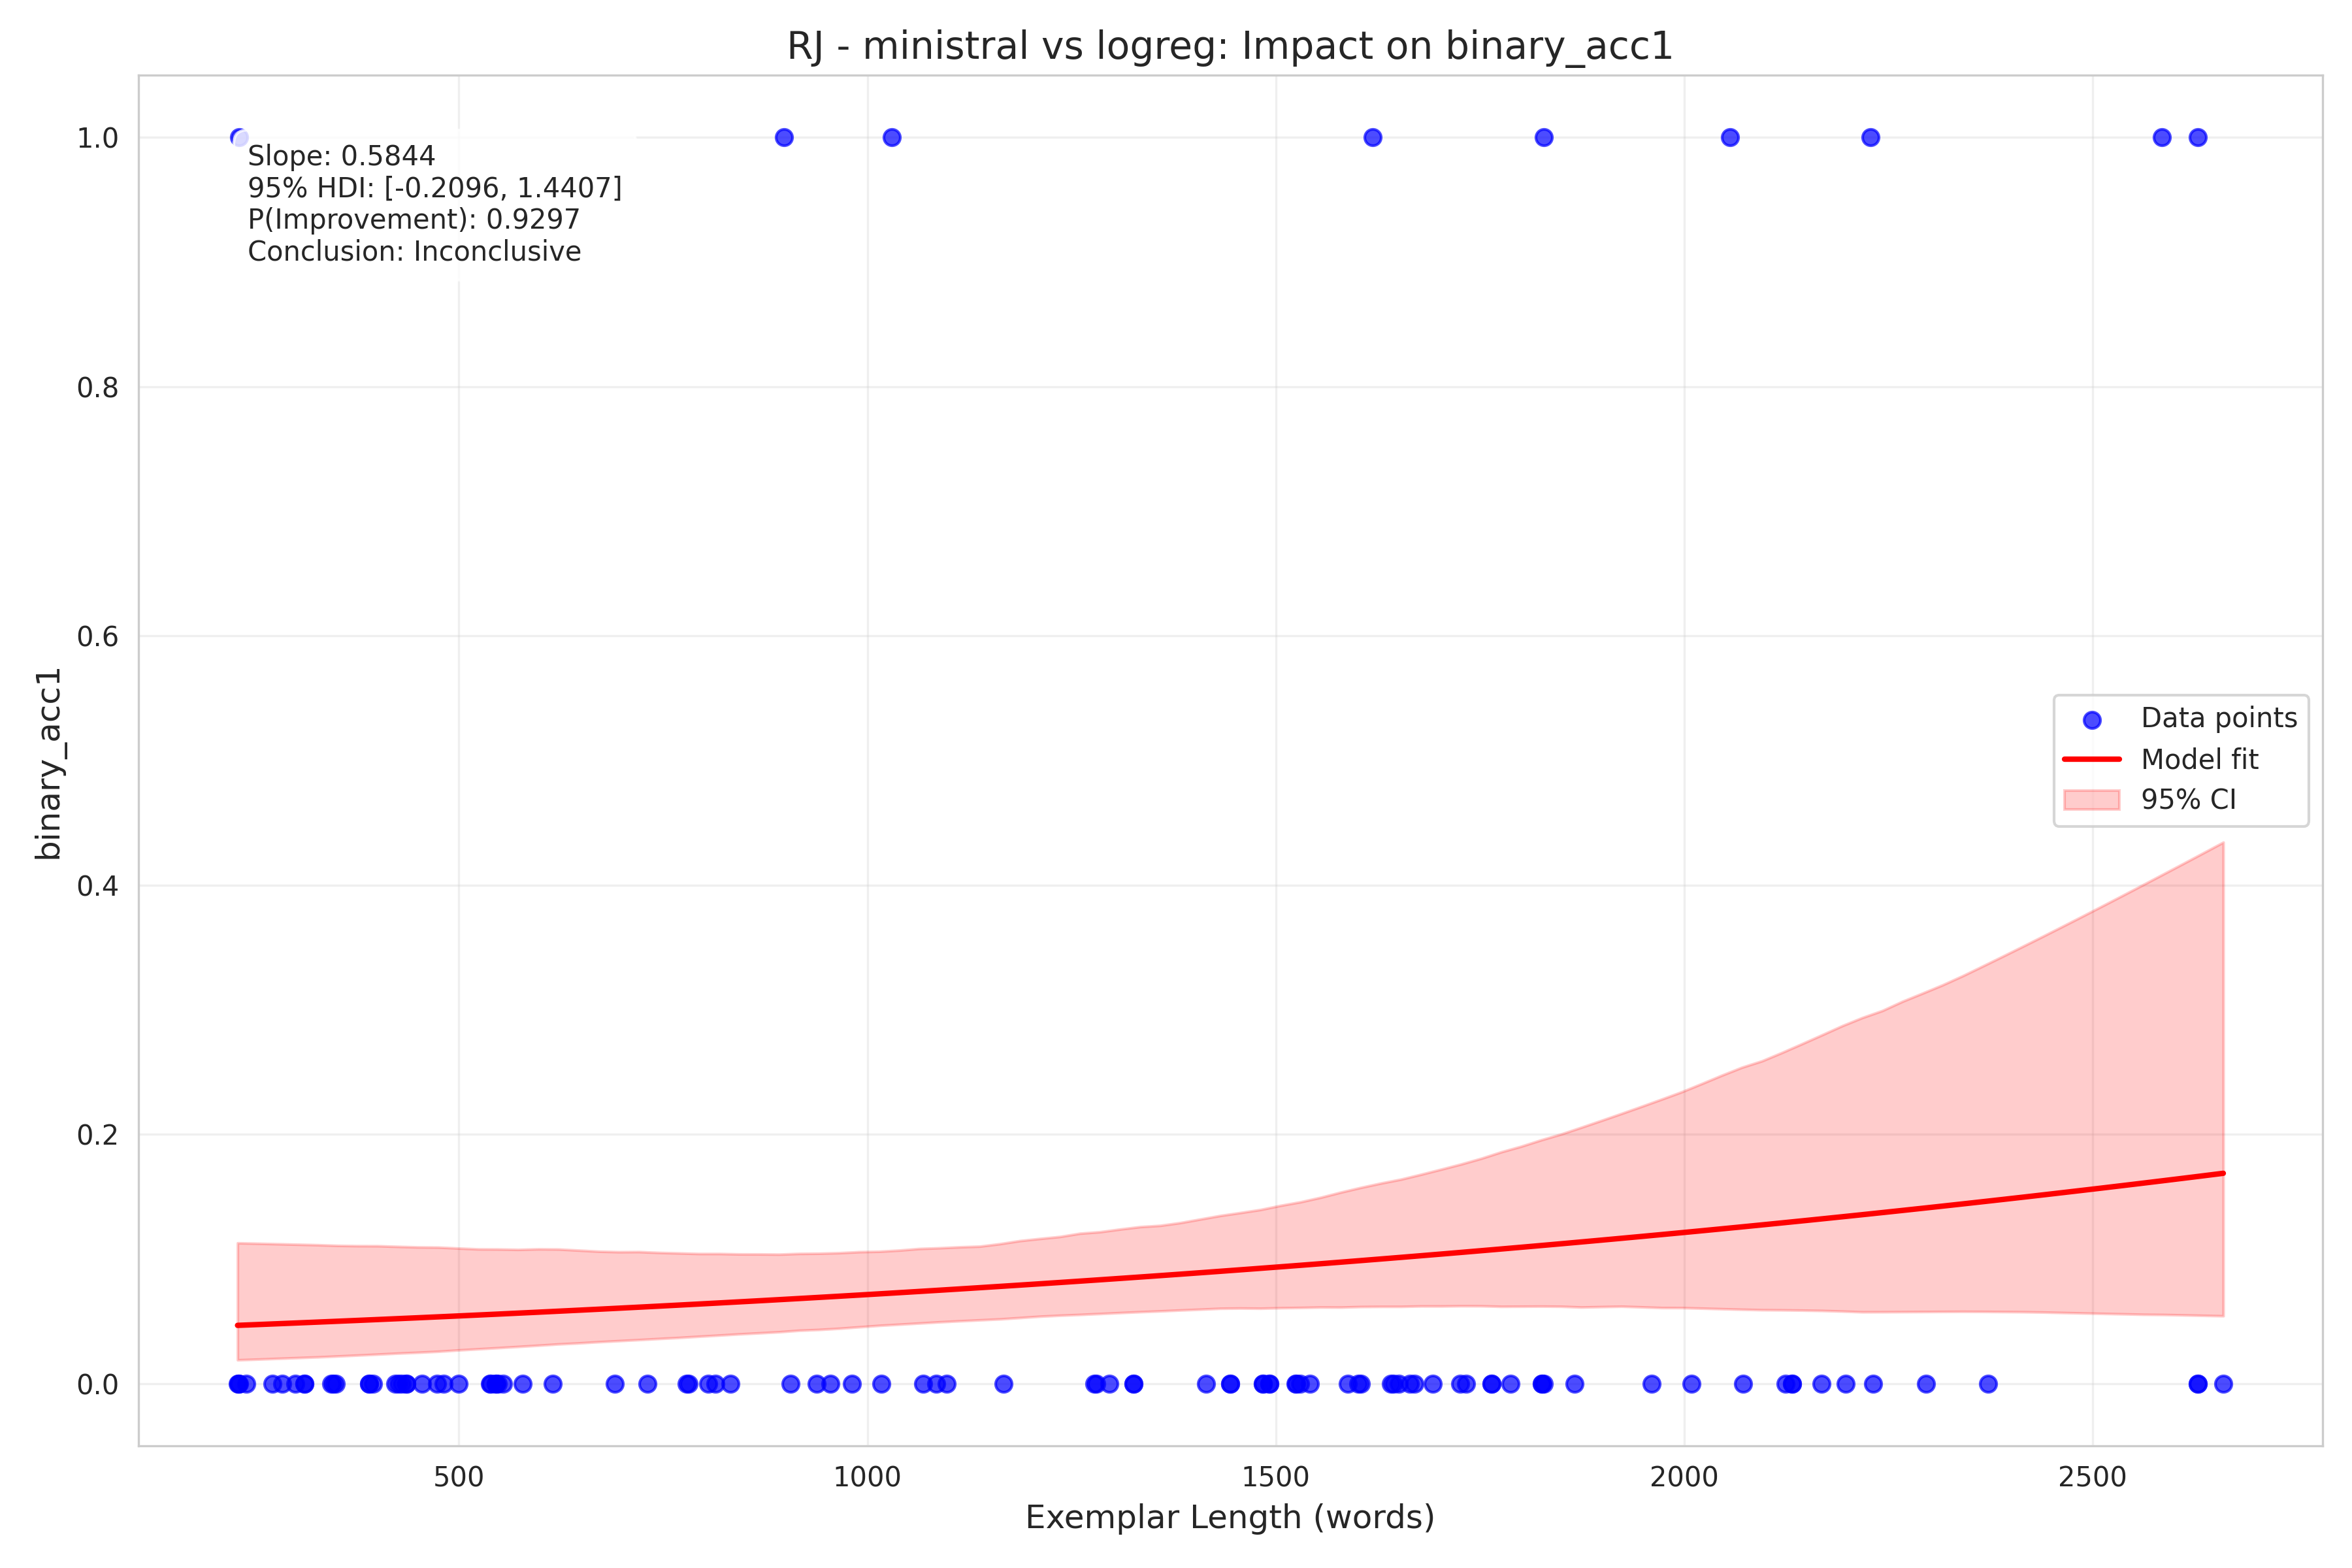 RJ - ministral vs logreg: Impact on binary_acc1
1.0
Slope: 0.5844
95% HDI: [-0.2096, 1.4407]
P(Improvement): 0.9297
Conclusion: Inconclusive
0.8
0.6
binary_acc1
Data points
Model fit
95% CI
0.4
0.2
0.0
500
1000
1500
2000
2500
Exemplar Length (words)